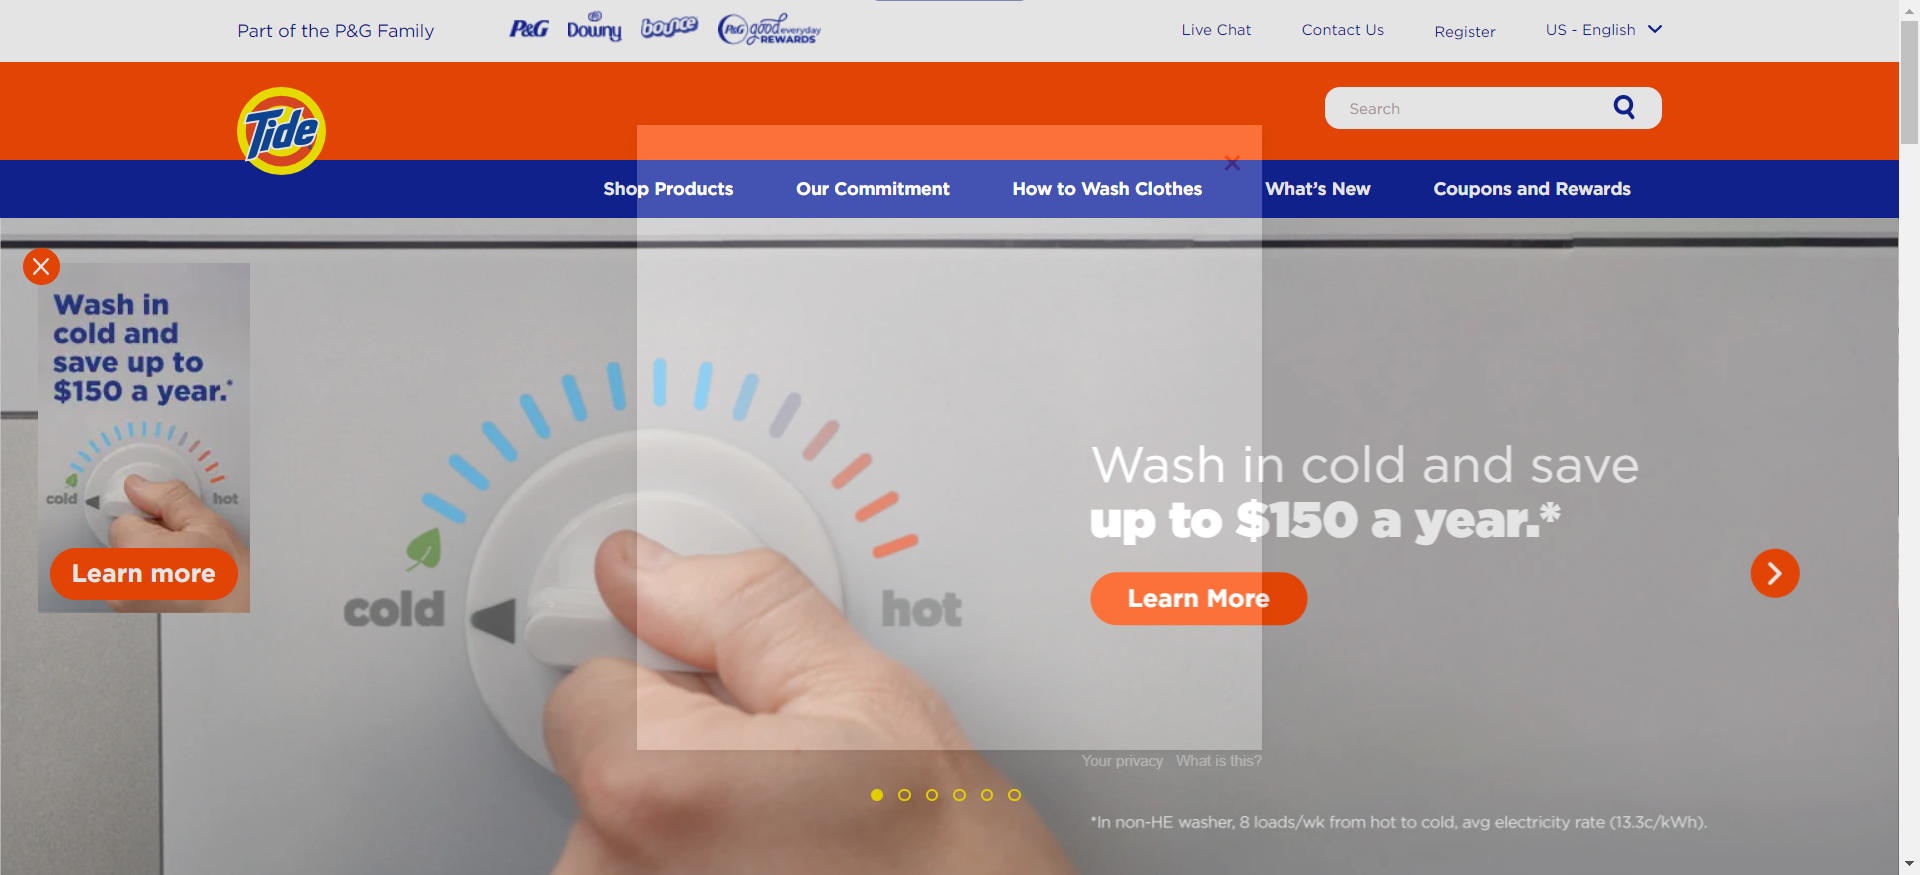 Part of the P&G Family
P&G
Downy
bounce
P&G good everyday
REWARDS
Live Chat
Contact Us
Register
US - English
Tide
Search
Shop Products
Our Commitment
How to Wash Clothes
What's New
Coupons and Rewards
Wash in
cold and
save up to
$150 a year.*
cold
hot
Learn more
cold
hot
Wash in cold and save
up to $150 a year.*
Learn More
Your privacy What is this?
*In non-HE washer, 8 loads/wk from hot to cold, avg electricity rate (13.3c/kWh).